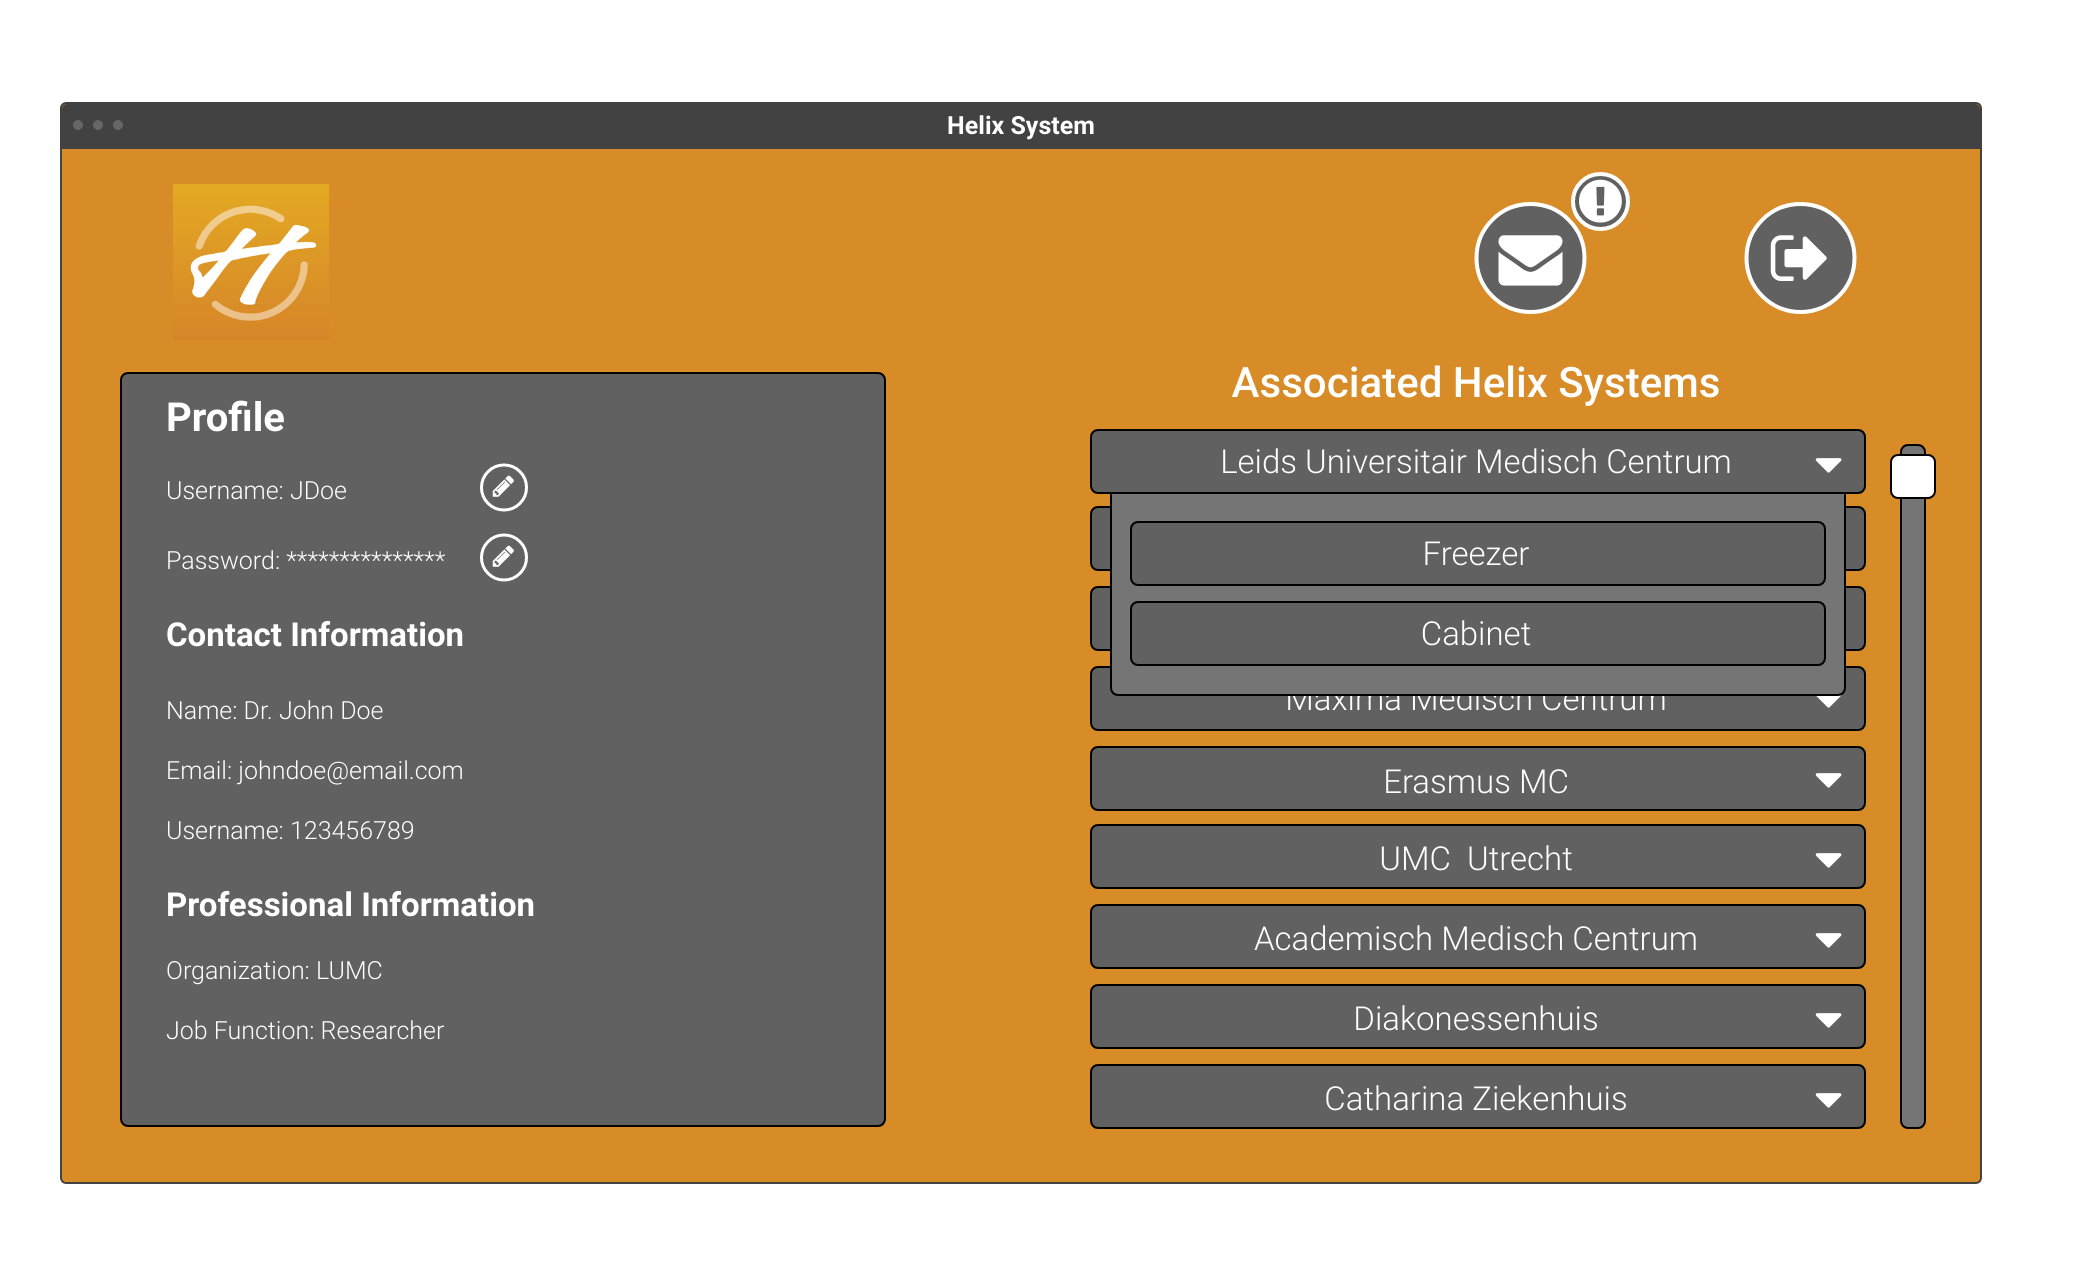 Helix System
H
Profile
Username: JDoe
Password: ***************
Contact Information
Name: Dr. John Doe
Email: johndoe@email.com
Username: 123456789
Professional Information
Organization: LUMC
Job Function: Researcher
!
Associated Helix Systems
Leids Universitair Medisch Centrum
Freezer
Cabinet
Maxima Medisch Centrum
Erasmus MC
UMC  Utrecht
Academisch Medisch Centrum
Diakonessenhuis
Catharina Ziekenhuis